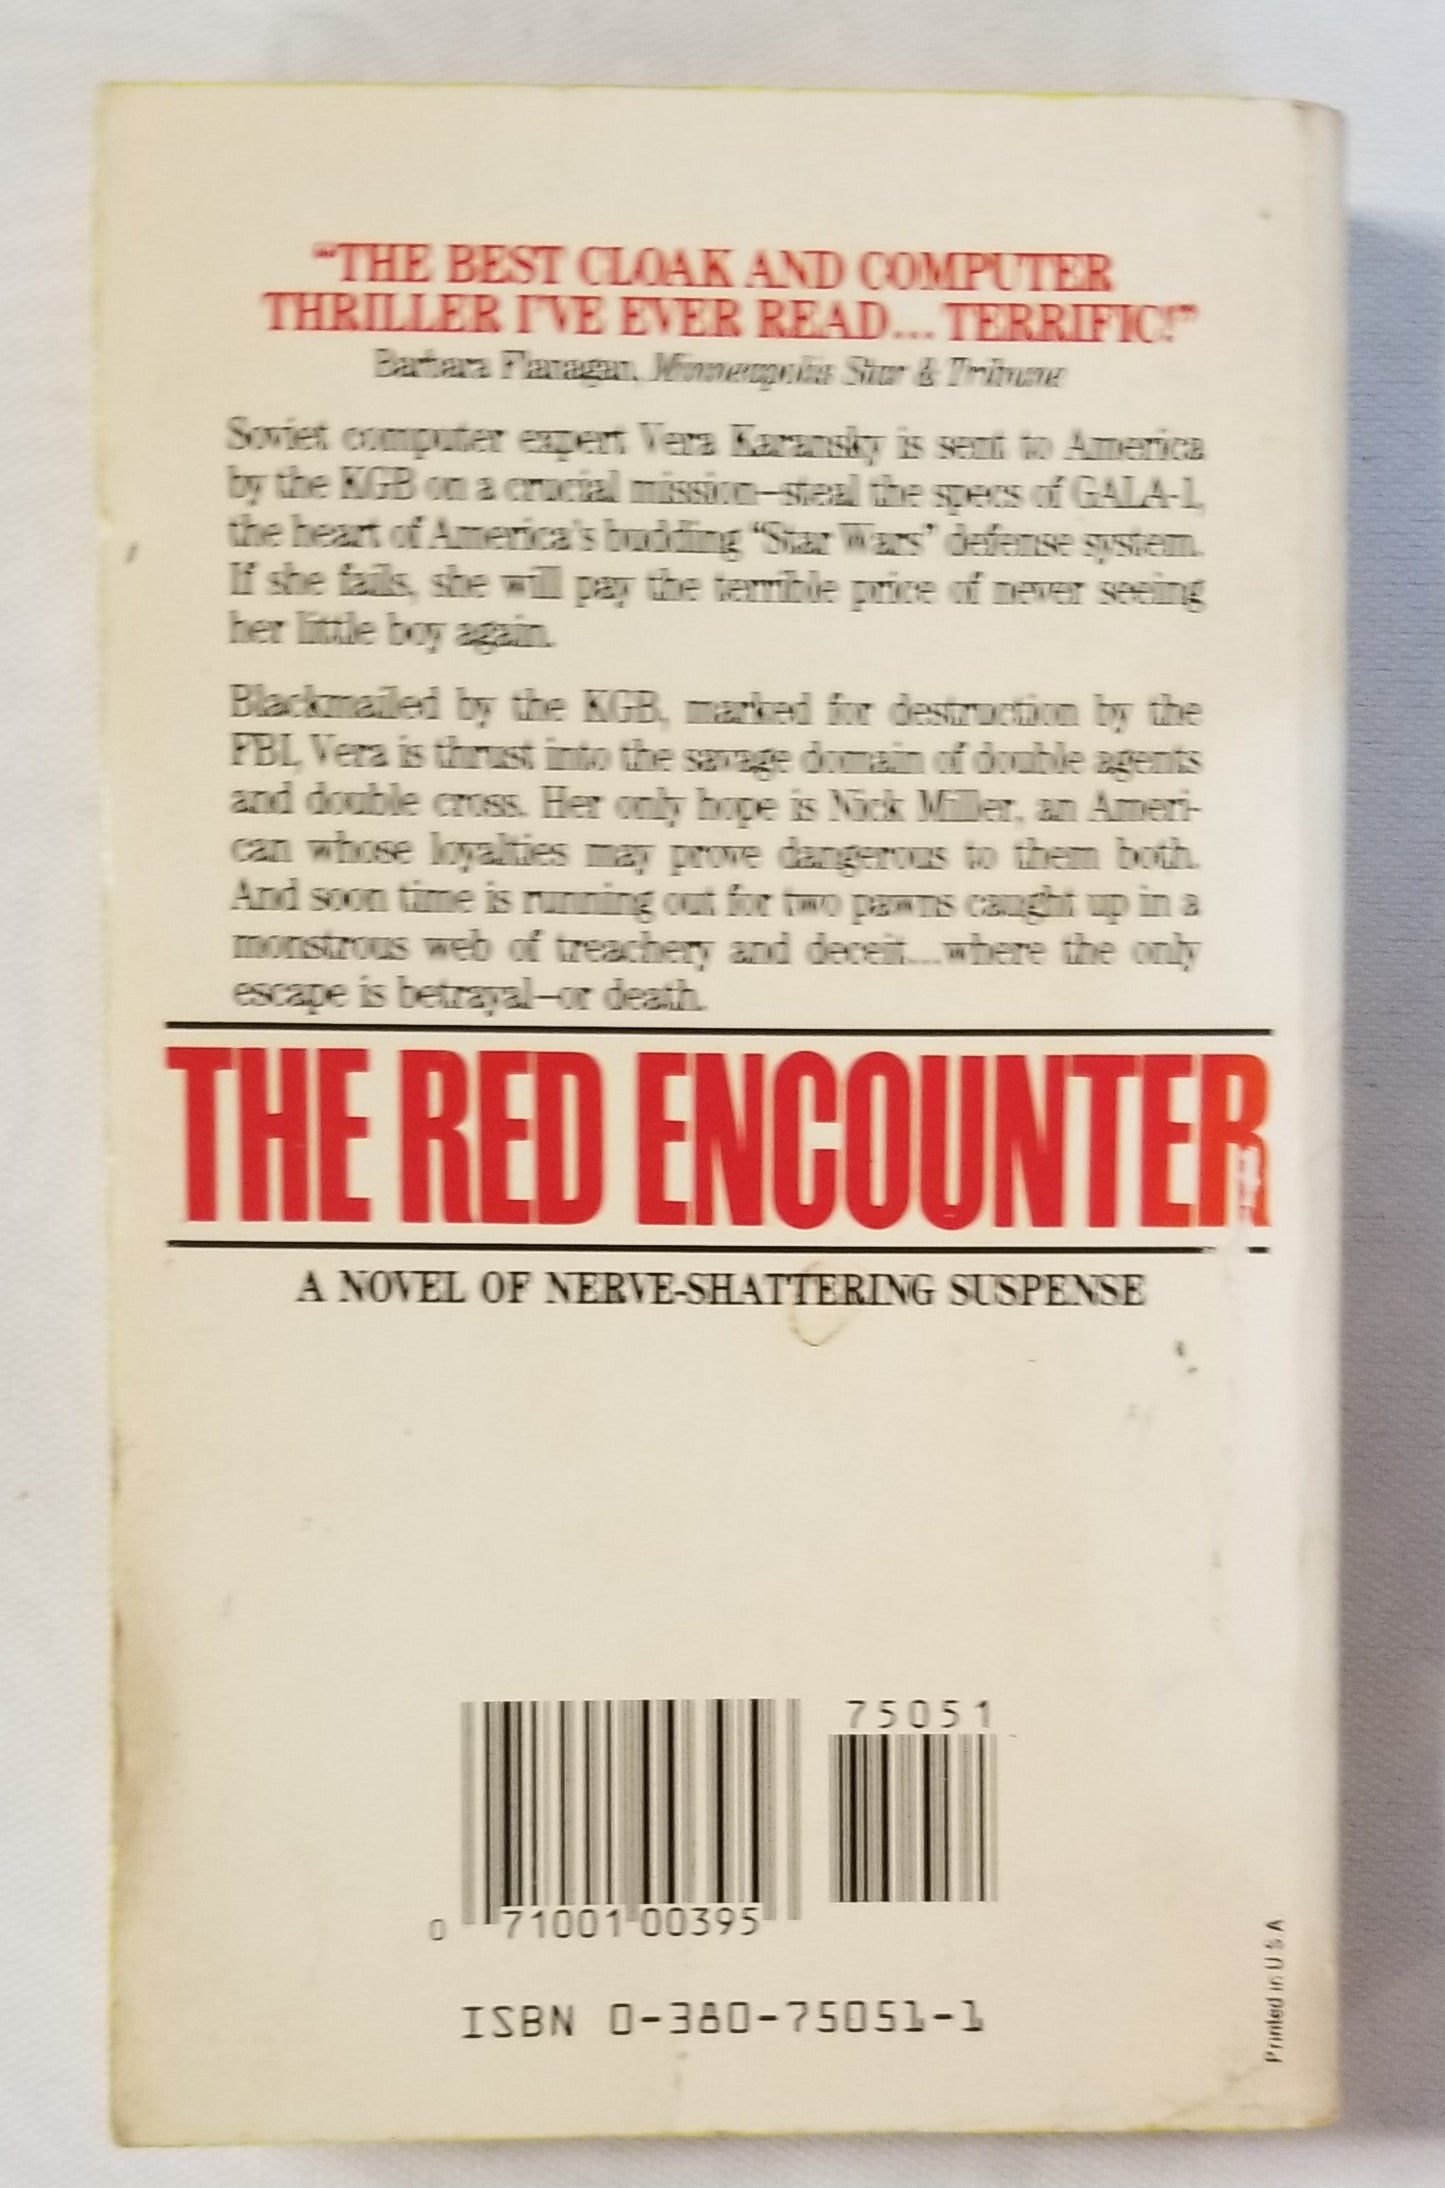 “THE BEST CLOAK AND COMPUTER
THRILLER I'VE EVER READ... TERRIFIC!”
Barbara Flanagan, Minneapolis Star & Tribune
Soviet computer expert Vera Karansky is sent to America
by the KGB on a crucial mission—steal the specs of GALA-1,
the heart of America's budding “Star Wars” defense system.
If she fails, she will pay the terrible price of never seeing
her little boy again.
Blackmailed by the KGB, marked for destruction by the
FBI, Vera is thrust into the savage domain of double agents
and double cross. Her only hope is Nick Miller, an Ameri-
can whose loyalties may prove dangerous to them both.
And soon time is running out for two pawns caught up in a
monstrous web of treachery and deceit...where the only
escape is betrayal—or death.
THE RED ENCOUNTER
A NOVEL OF NERVE-SHATTERING SUSPENSE
75051
0 71001 00395
ISBN 0-380-75051-1
Printed in U S A